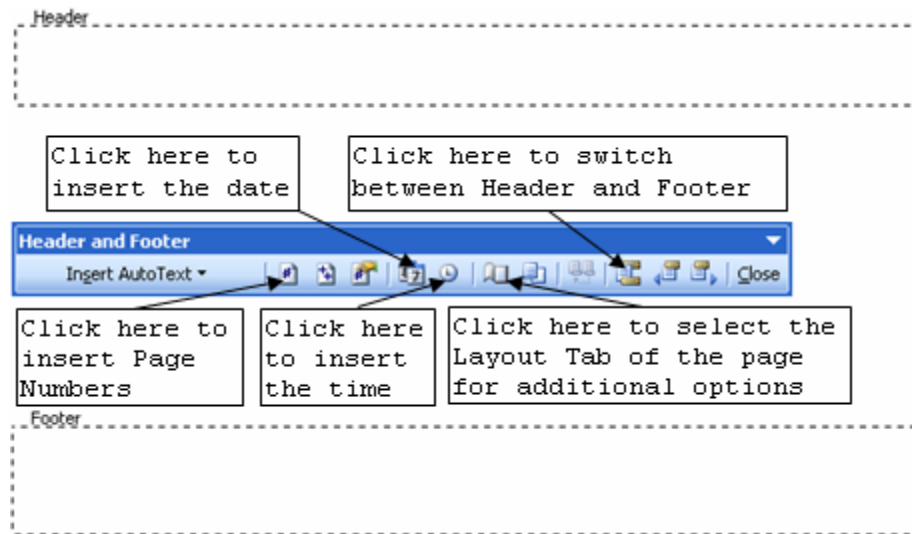 Header
Click here to
insert the date
Click here to switch
between Header and Footer
Header and Footer
Insert AutoText
Close
Click here to
insert Page
Numbers
Click here
to insert
the time
Click here to select the
Layout Tab of the page
for additional options
Footer